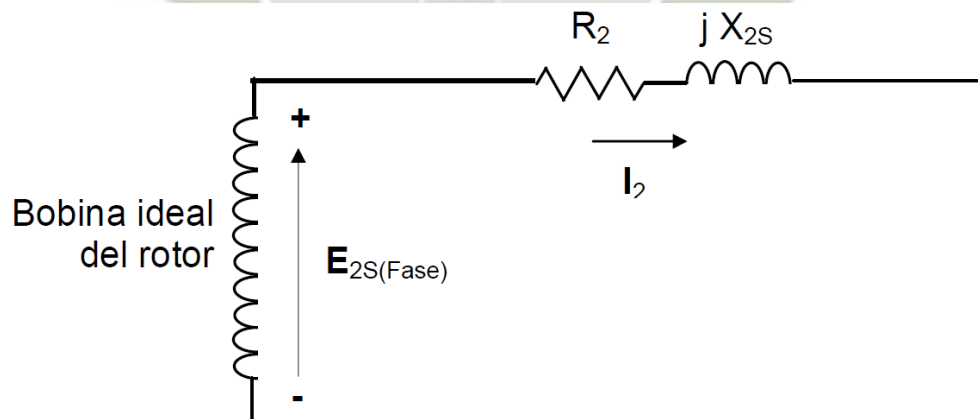 R₂
j X₂S
+
I₂
Bobina ideal
del rotor
E₂S(Fase)
-